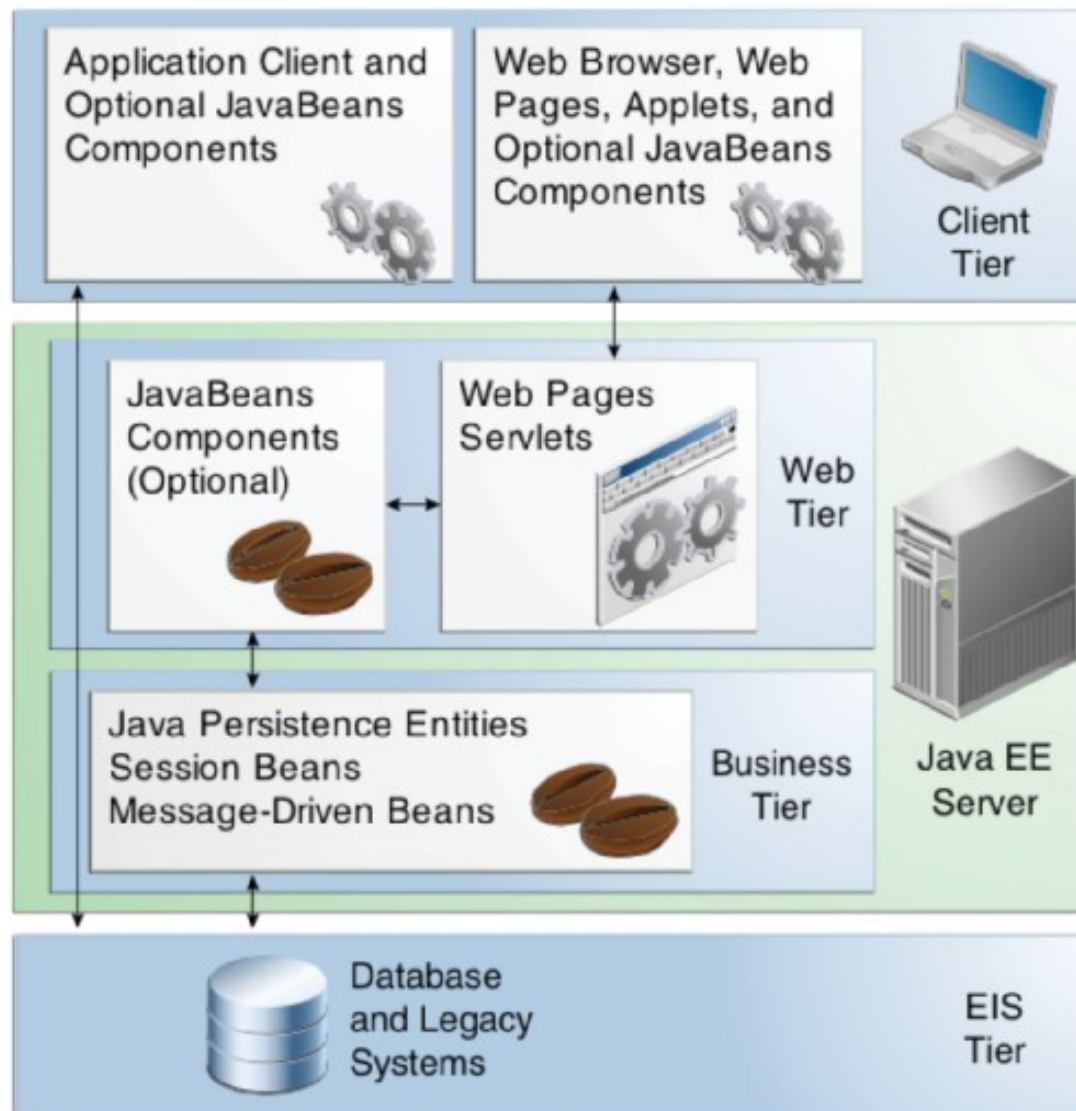 Application Client and
Optional JavaBeans
Components
Web Browser, Web
Pages, Applets, and
Optional JavaBeans
Components
Client
Tier
JavaBeans
Components
(Optional)
Web Pages
Servlets
Web
Tier
Java Persistence Entities
Session Beans
Message-Driven Beans
Business
Tier
Java EE
Server
Database
and Legacy
Systems
EIS
Tier